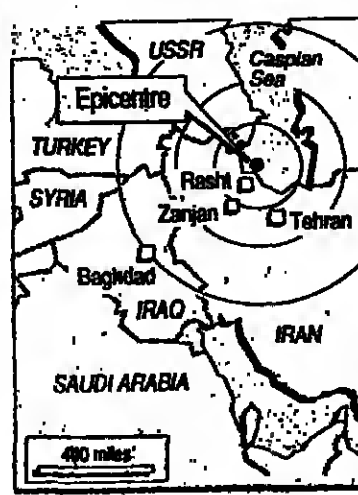 USSR
Caspian
Sea
Epicentre
TURKEY
Rasht
SYRIA
Zanjan
Tehran
Baghdad
IRAQ
IRAN
SAUDI ARABIA
400 miles